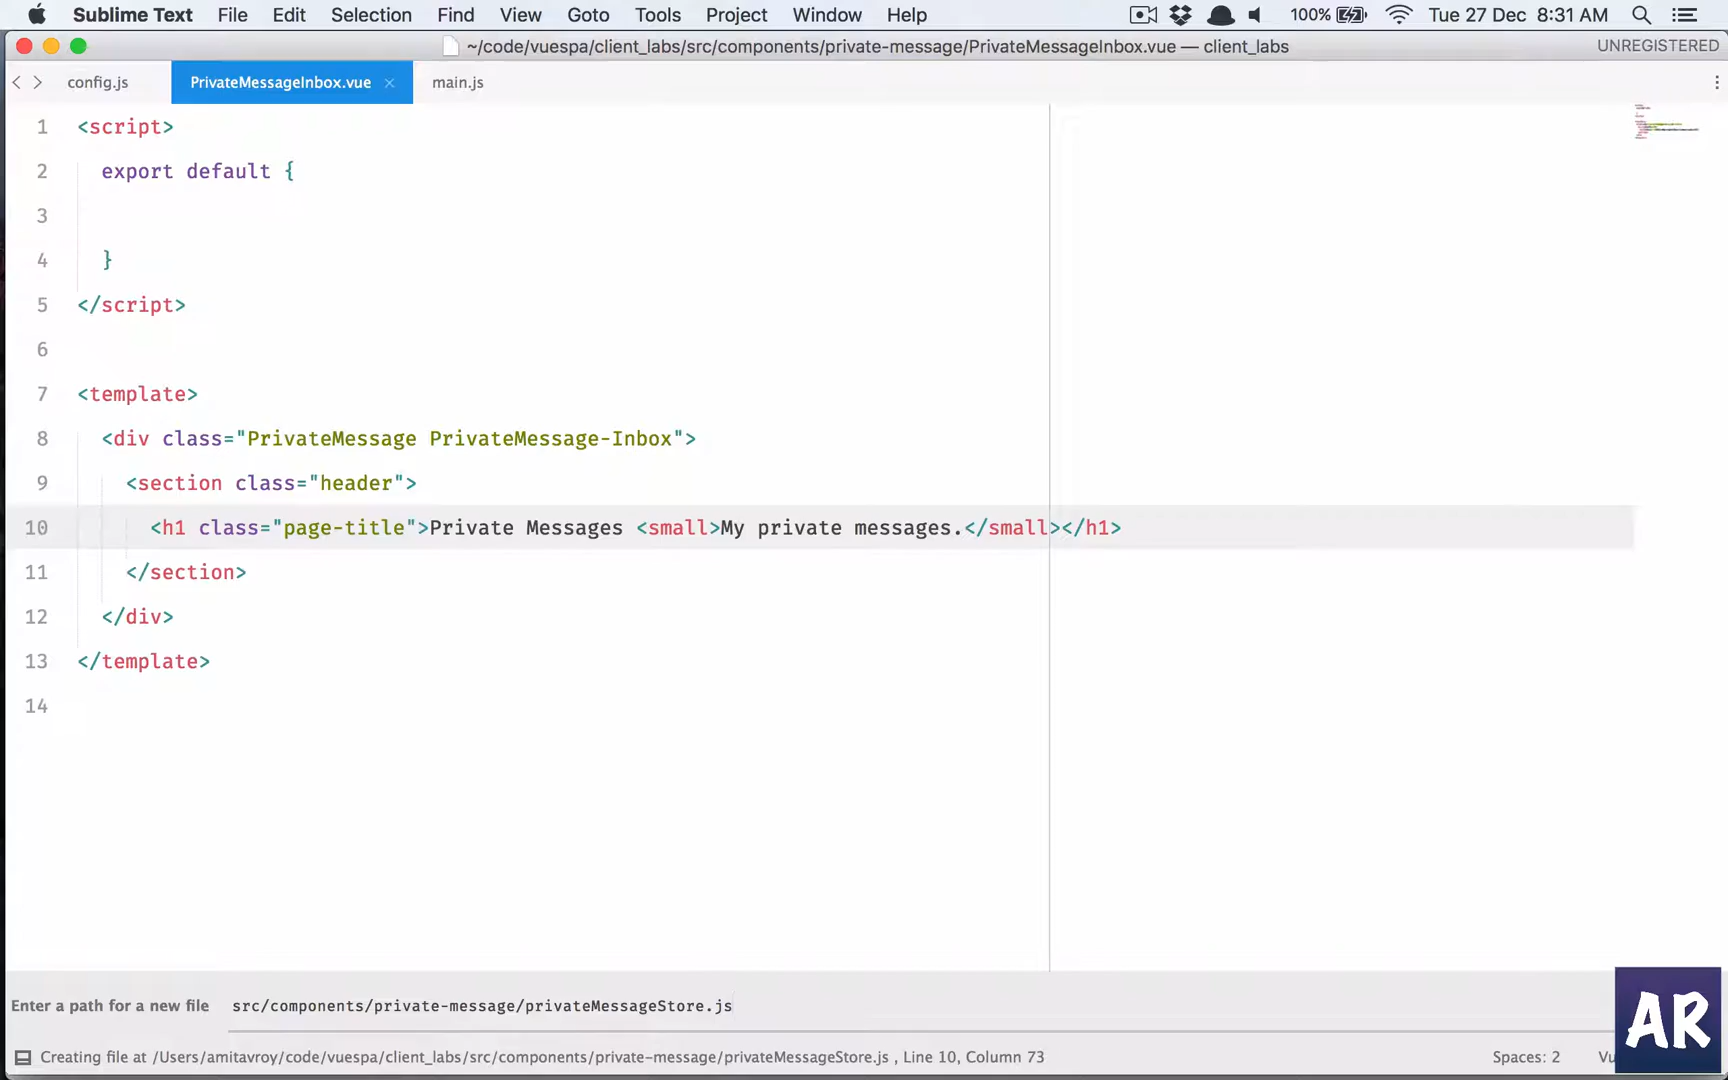 Sublime Text File Edit Selection Find View Goto Tools Project Window Help 100% Tue 27 Dec 8:31 AM
~/code/vuespa/client_labs/src/components/private-message/PrivateMessageInbox.vue — client_labs UNREGISTERED
config.js PrivateMessageInbox.vue × main.js
1 <script>
2 export default {
3
4 }
5 </script>
6
7 <template>
8 <div class="PrivateMessage PrivateMessage-Inbox">
9 <section class="header">
10 <h1 class="page-title">Private Messages <small>My private messages.</small></h1>
11 </section>
12 </div>
13 </template>
14
Enter a path for a new file src/components/private-message/privateMessageStore.js
Creating file at /Users/amitavroy/code/vuespa/client_labs/src/components/private-message/privateMessageStore.js , Line 10, Column 73 Spaces: 2
AR